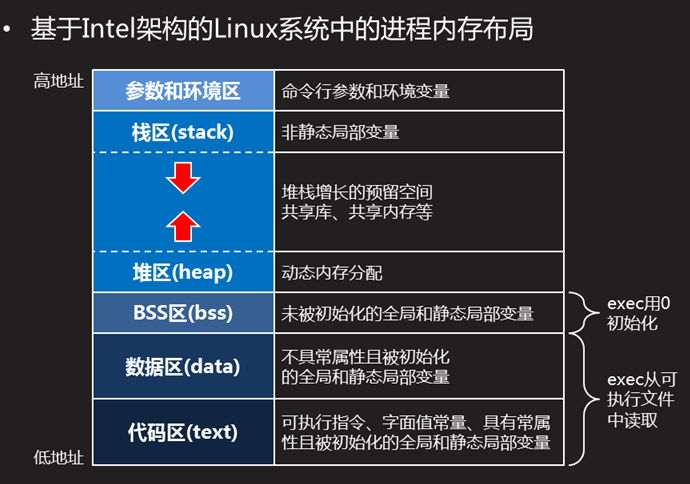 • 基于Intel架构的Linux系统中的进程内存布局
高地址
参数和环境区
命令行参数和环境变量
栈区(stack)
非静态局部变量
堆栈增长的预留空间
共享库、共享内存等
堆区(heap)
动态内存分配
BSS区(bss)
未被初始化的全局和静态局部变量
exec用0
初始化
数据区(data)
不具常属性且被初始化
的全局和静态局部变量
exec从可
执行文件
中读取
代码区(text)
可执行指令、字面值常量、具有常属
性且被初始化的全局和静态局部变量
低地址